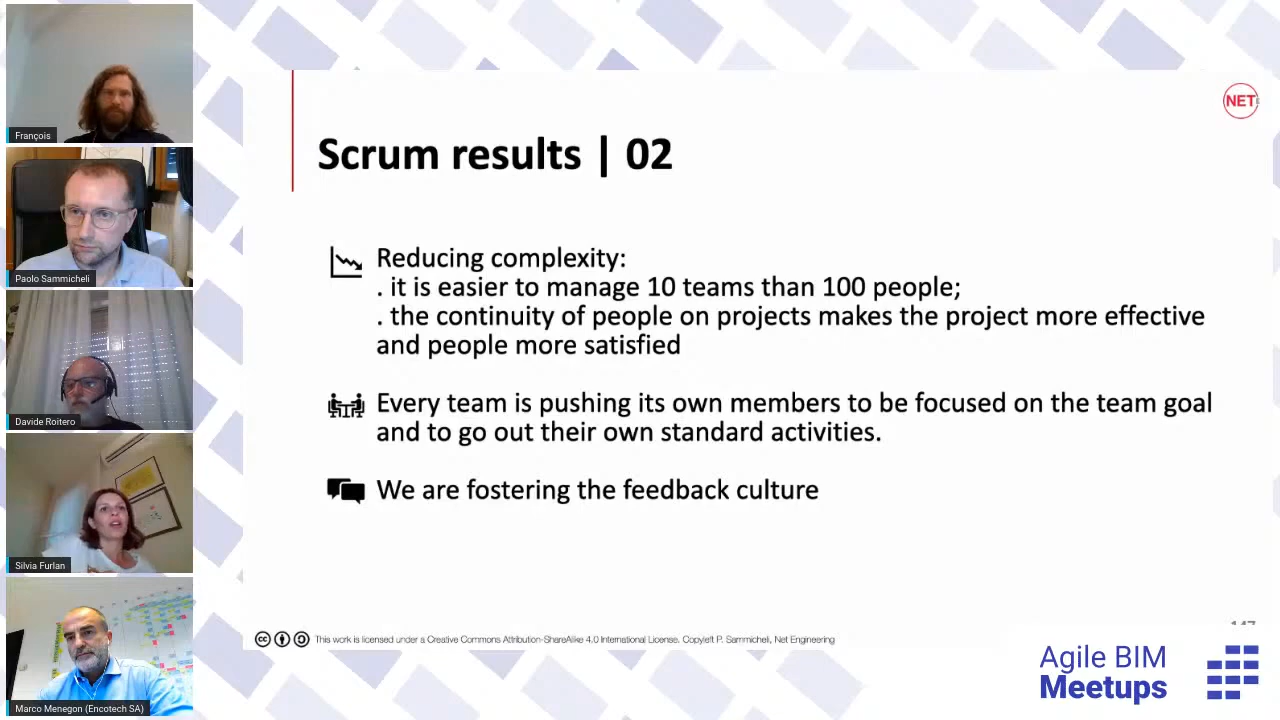 François
Paolo Sammicheli
Davide Roitero
Silvia Furlan
Marco Menegon (Encotech SA)
NET
Scrum results | 02
Reducing complexity:
. it is easier to manage 10 teams than 100 people;
. the continuity of people on projects makes the project more effective
and people more satisfied
Every team is pushing its own members to be focused on the team goal
and to go out their own standard activities.
We are fostering the feedback culture
This work is licensed under a Creative Commons Attribution-ShareAlike 4.0 International License. Copyleft P. Sammicheli, Net Engineering
Agile BIM
Meetups